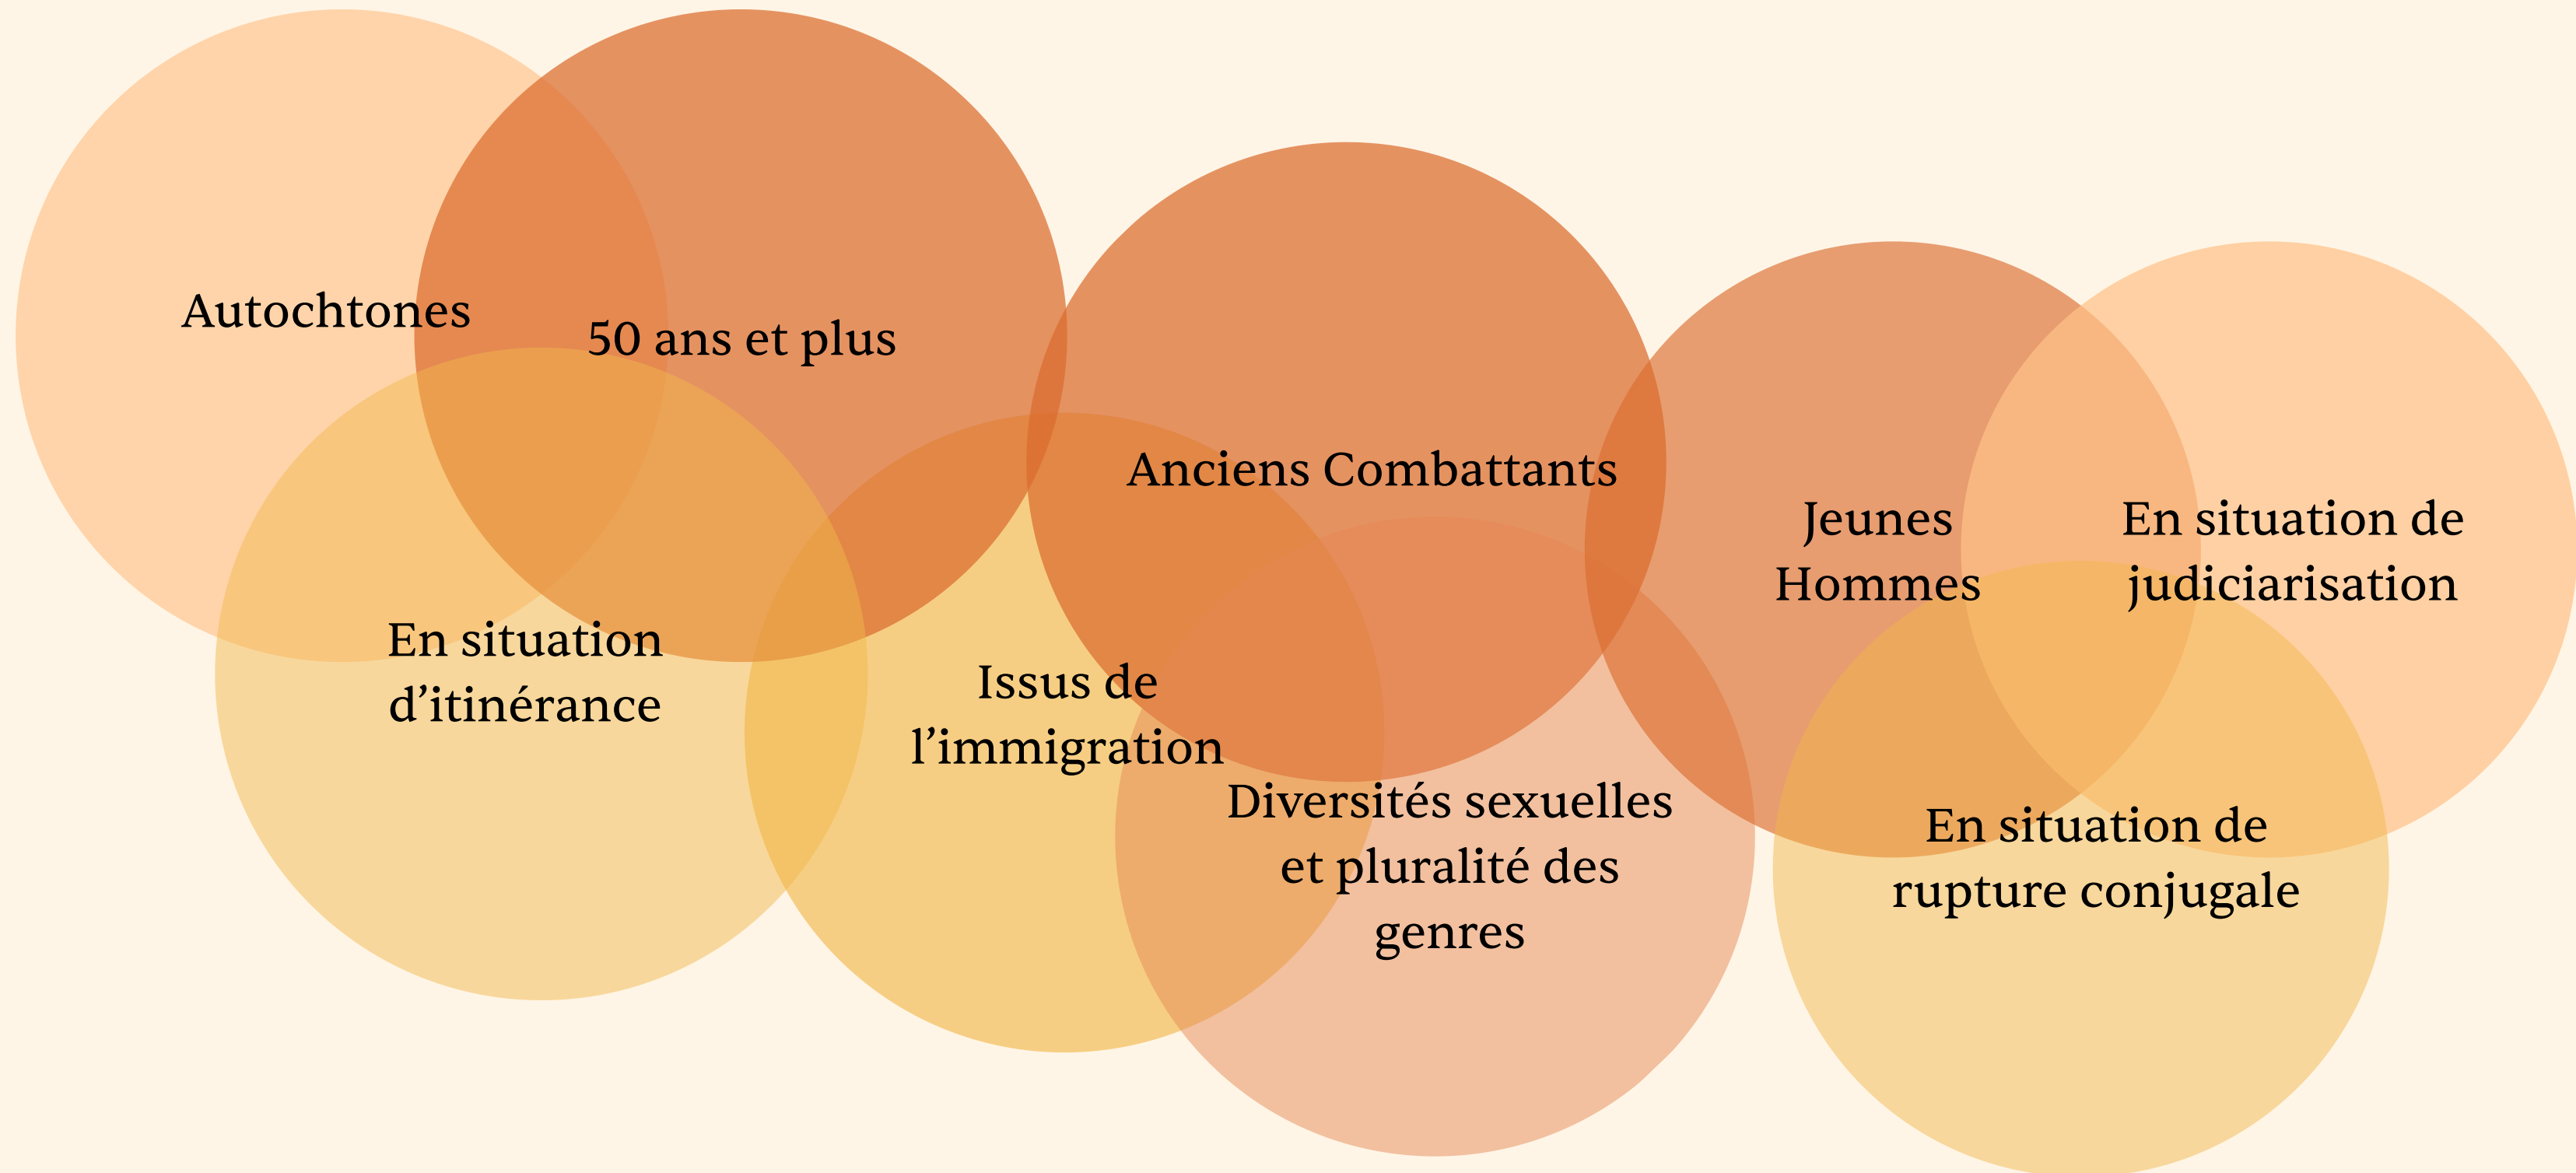 Autochtones
50 ans et plus
En situation
d’itinérance
Issus de
l’immigration
Anciens Combattants
Diversités sexuelles
et pluralité des
genres
Jeunes
Hommes
En situation de
judiciarisation
En situation de
rupture conjugale